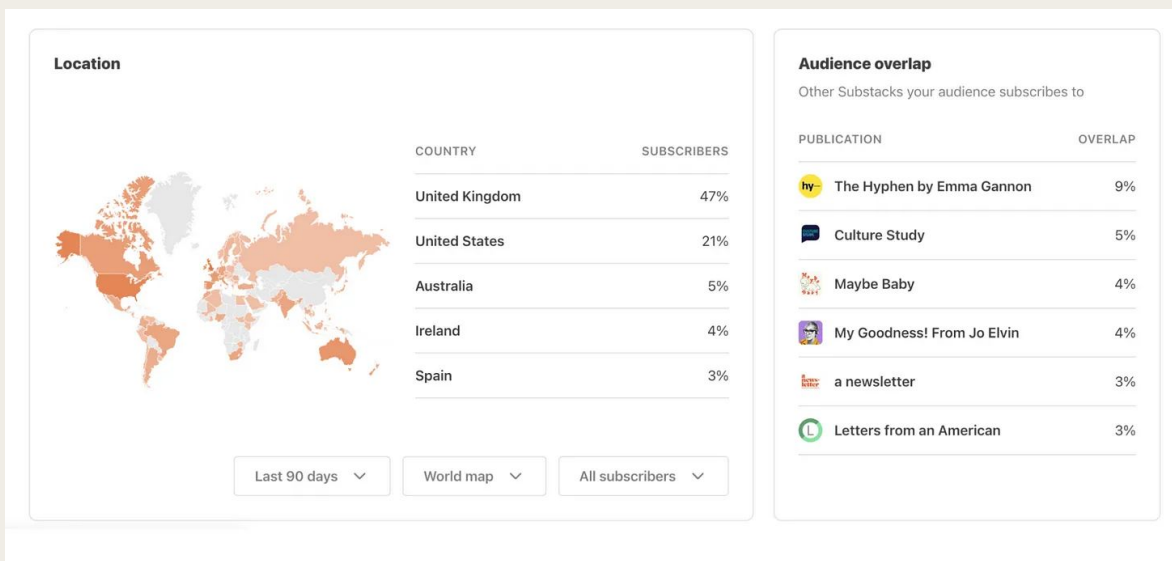 Location
COUNTRY SUBSCRIBERS
United Kingdom 47%
United States 21%
Australia 5%
Ireland 4%
Spain 3%
Last 90 days
World map
All subscribers
Audience overlap
Other Substacks your audience subscribes to
PUBLICATION OVERLAP
hy- The Hyphen by Emma Gannon 9%
Culture Study 5%
Maybe Baby 4%
My Goodness! From Jo Elvin 4%
a newsletter 3%
L Letters from an American 3%